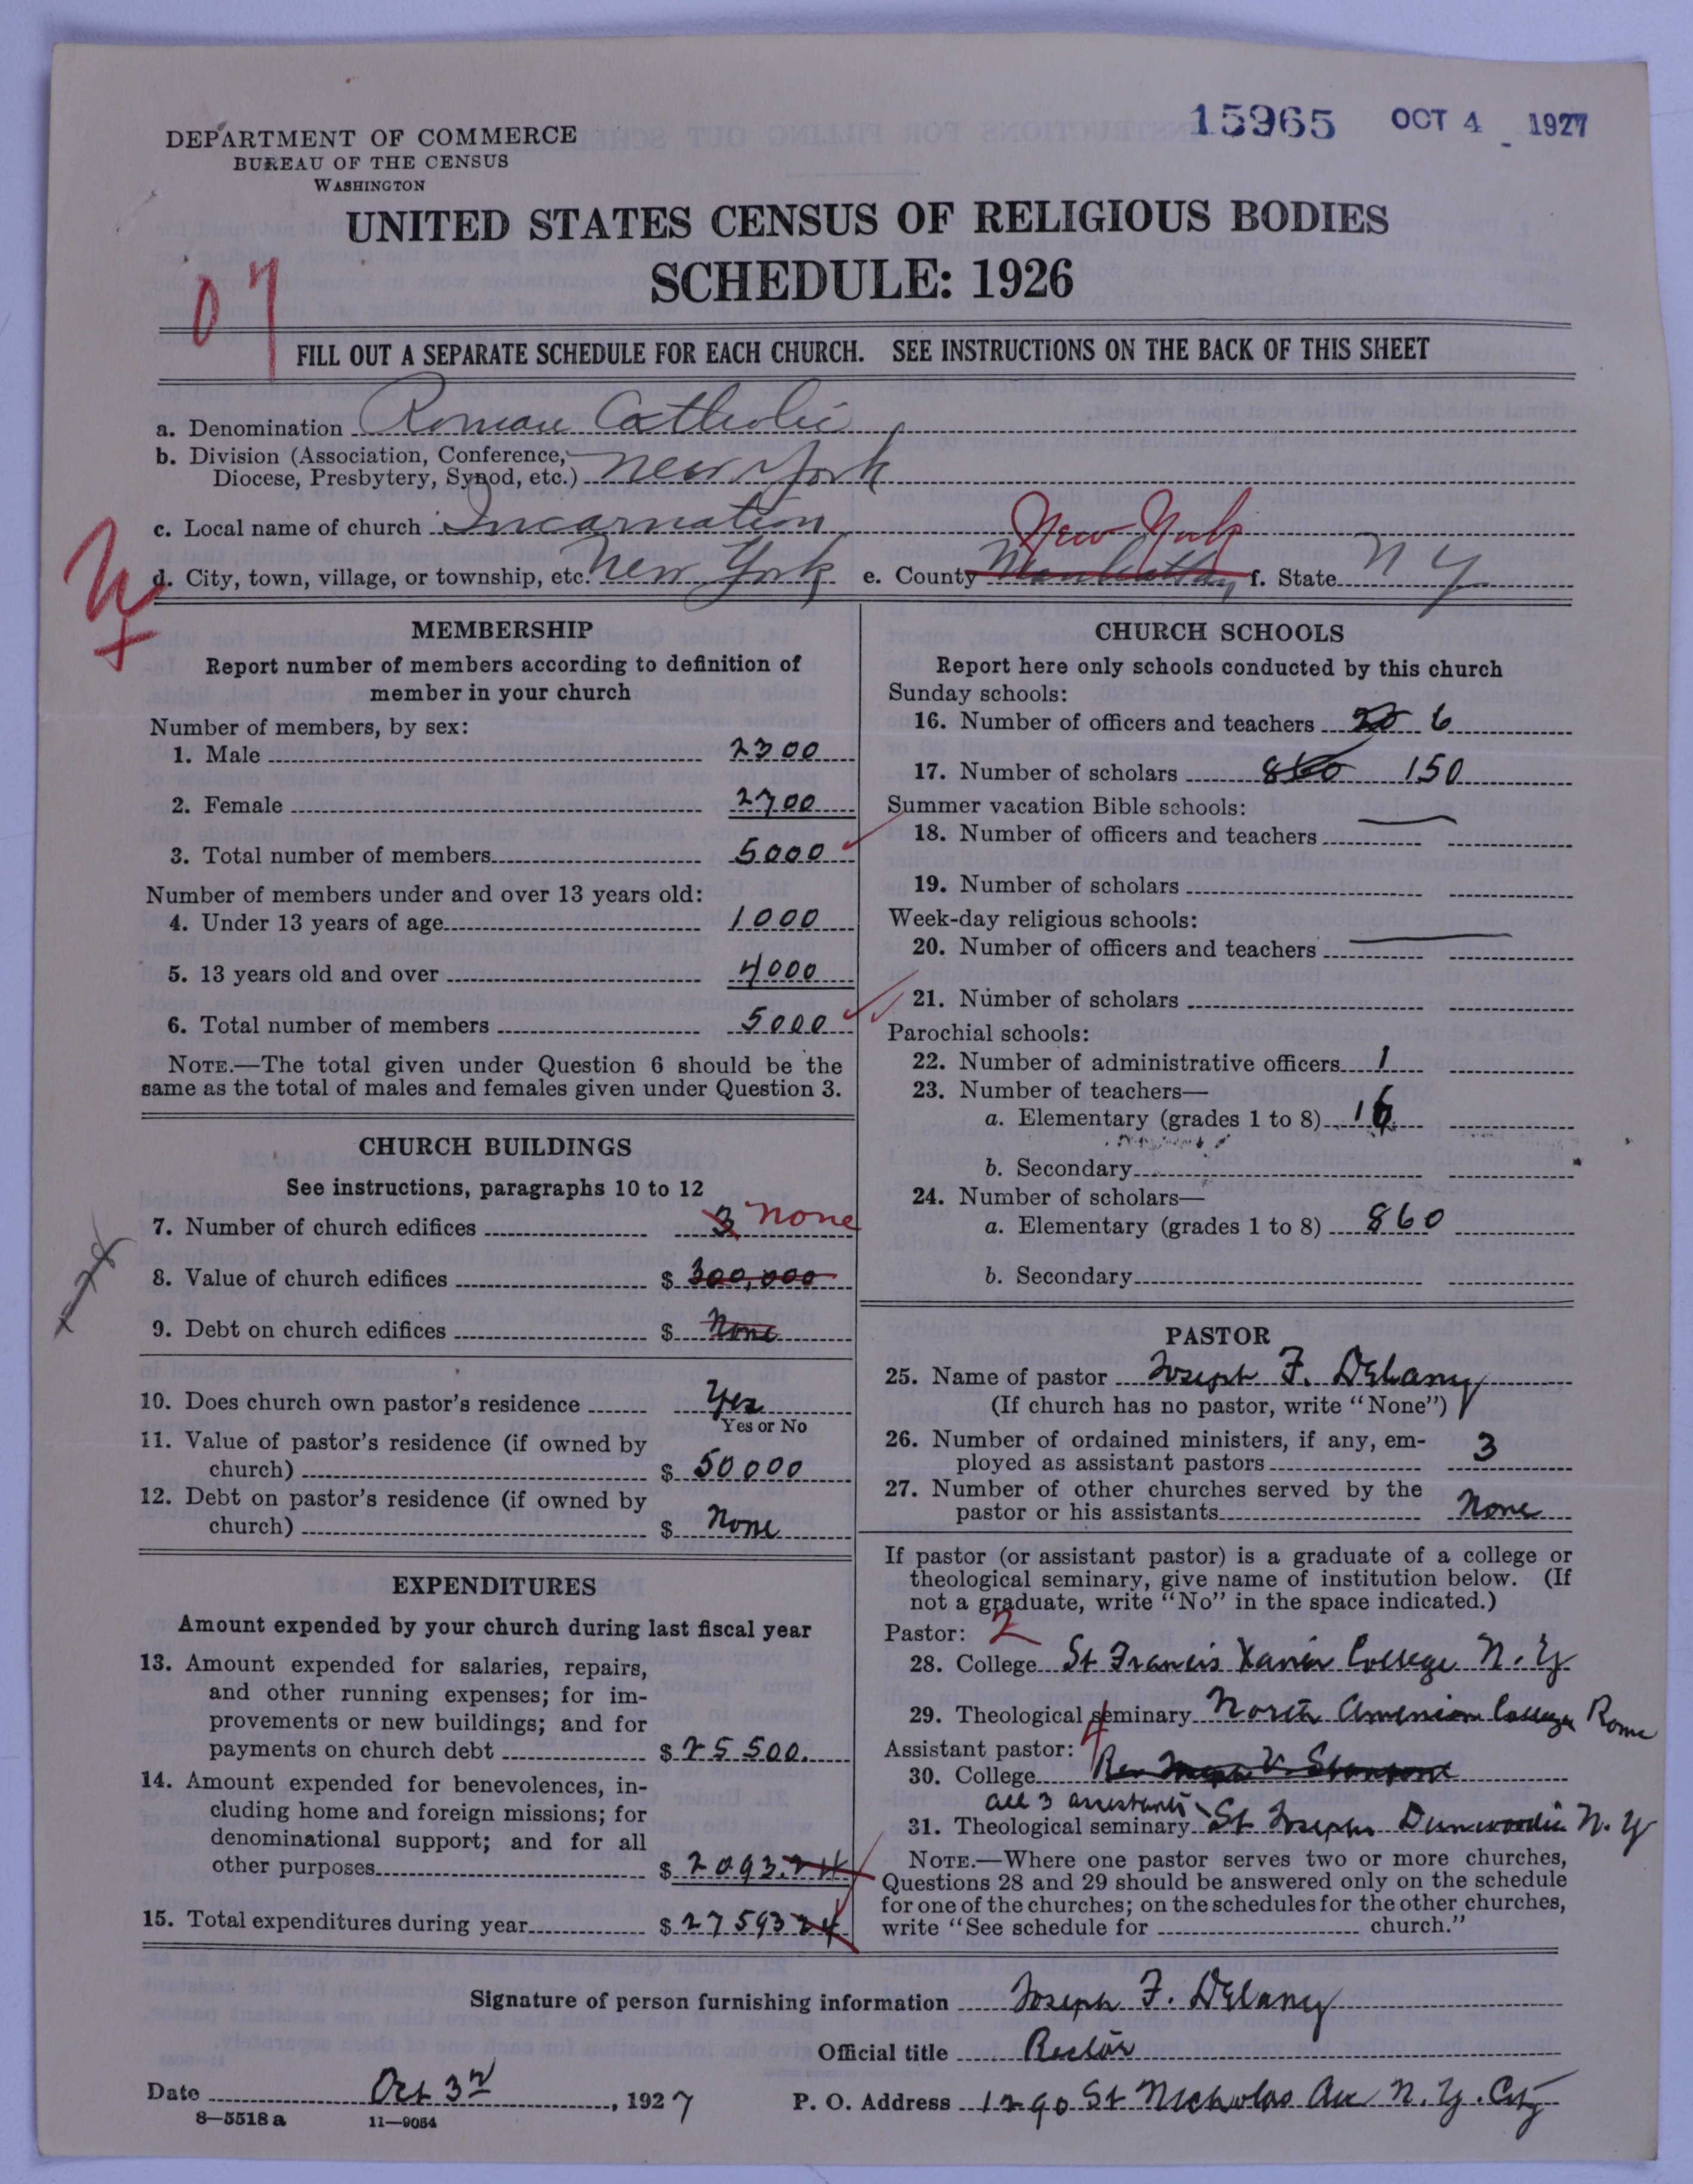 15965 OCT 4 1927
DEPARTMENT OF COMMERCE
BUREAU OF THE CENSUS
WASHINGTON
UNITED STATES CENSUS OF RELIGIOUS BODIES
SCHEDULE: 1926
07
FILL OUT A SEPARATE SCHEDULE FOR EACH CHURCH. SEE INSTRUCTIONS ON THE BACK OF THIS SHEET
a. Denomination Roman Catholic
b. Division (Association, Conference,
Diocese, Presbytery, Synod, etc.) New York
c. Local name of church Incarnation
New York
d. City, town, village, or township, etc. New York e. County Manhattan f. State N Y
MEMBERSHIP
Report number of members according to definition of
member in your church
Number of members, by sex:
1. Male 2300
2. Female 2700
3. Total number of members 5000
Number of members under and over 13 years old:
4. Under 13 years of age 1000
5. 13 years old and over 4000
6. Total number of members 5000
NOTE.—The total given under Question 6 should be the
same as the total of males and females given under Question 3.
CHURCH BUILDINGS
See instructions, paragraphs 10 to 12
7. Number of church edifices 3 none
8. Value of church edifices $ 300,000
9. Debt on church edifices $ None
10. Does church own pastor's residence Yes
Yes or No
11. Value of pastor's residence (if owned by
church) $ 50000
12. Debt on pastor's residence (if owned by
church) $ None
EXPENDITURES
Amount expended by your church during last fiscal year
13. Amount expended for salaries, repairs,
and other running expenses; for im-
provements or new buildings; and for
payments on church debt $ 25500.
14. Amount expended for benevolences, in-
cluding home and foreign missions; for
denominational support; and for all
other purposes $ 2093.24
15. Total expenditures during year $ 27593 24
CHURCH SCHOOLS
Report here only schools conducted by this church
Sunday schools:
16. Number of officers and teachers 20 6
17. Number of scholars 860 150
Summer vacation Bible schools:
18. Number of officers and teachers
19. Number of scholars
Week-day religious schools:
20. Number of officers and teachers
21. Number of scholars
Parochial schools:
22. Number of administrative officers 1
23. Number of teachers—
a. Elementary (grades 1 to 8) 16
b. Secondary
24. Number of scholars—
a. Elementary (grades 1 to 8) 860
b. Secondary
PASTOR
25. Name of pastor Joseph F. Delany
(If church has no pastor, write "None")
26. Number of ordained ministers, if any, em-
ployed as assistant pastors 3
27. Number of other churches served by the
pastor or his assistants None
If pastor (or assistant pastor) is a graduate of a college or
theological seminary, give name of institution below. (If
not a graduate, write "No" in the space indicated.)
Pastor: 2
28. College St Francis Xavier College N. Y
29. Theological seminary North American College Rome
Assistant pastor: 4
30. College Rev
all 3 assistants
31. Theological seminary St Josephs Dunwoodie N. Y
NOTE.—Where one pastor serves two or more churches,
Questions 28 and 29 should be answered only on the schedule
for one of the churches; on the schedules for the other churches,
write "See schedule for church."
Signature of person furnishing information Joseph F. Delany
Official title Rector
Date Oct 3rd, 1927 P. O. Address 1290 St Nicholas Ave N. Y. City
8—5518 a 11—9054